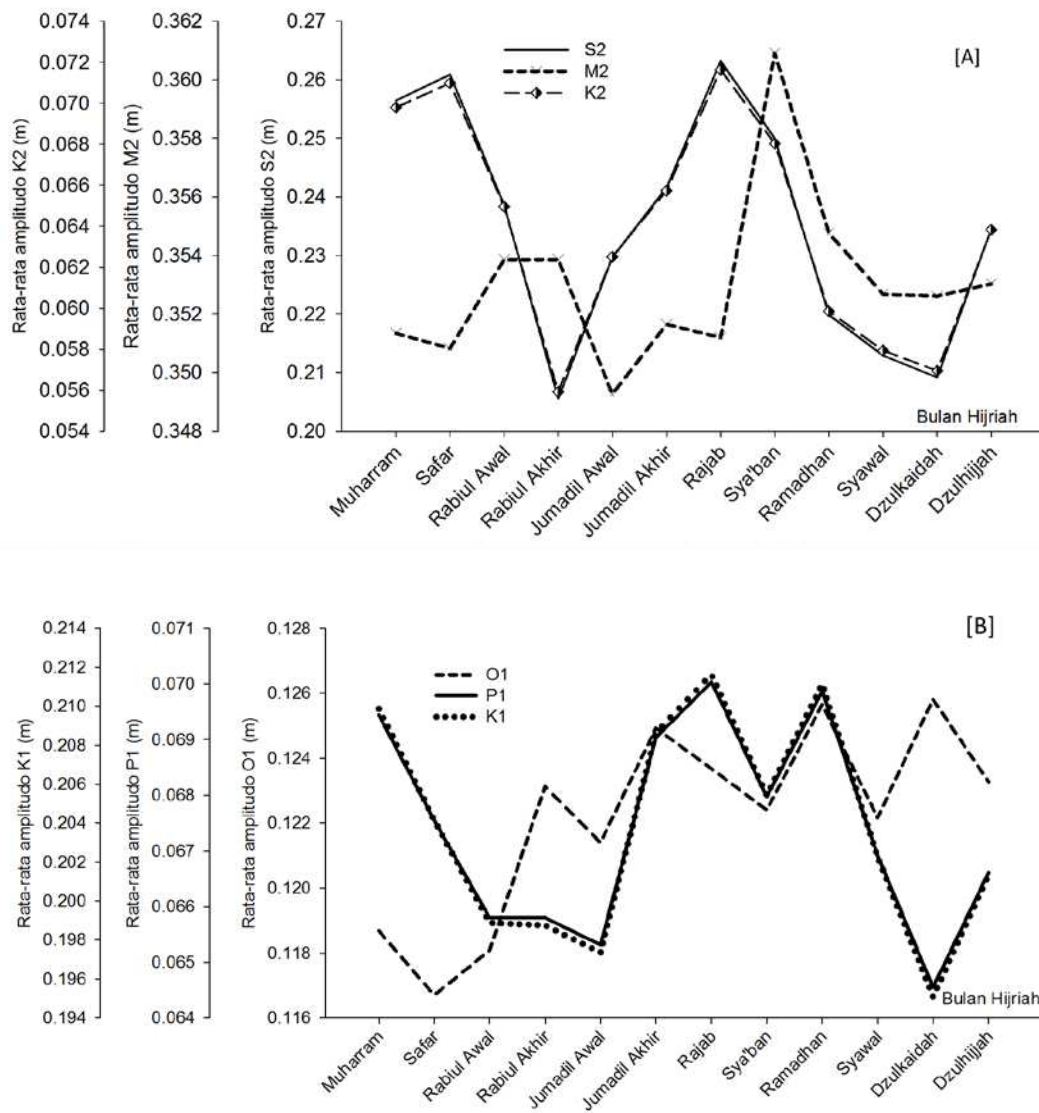 [A]
S2
M2
K2
Rata-rata amplitudo K2 (m)
0.074
0.072
0.070
0.068
0.066
0.064
0.062
0.060
0.058
0.056
0.054
Rata-rata amplitudo M2 (m)
0.362
0.360
0.358
0.356
0.354
0.352
0.350
0.348
Rata-rata amplitudo S2 (m)
0.27
0.26
0.25
0.24
0.23
0.22
0.21
0.20
Bulan Hijriah
Muharram
Safar
Rabiul Awal
Rabiul Akhir
Jumadil Awal
Jumadil Akhir
Rajab
Sya'ban
Ramadhan
Syawal
Dzulkaidah
Dzulhijjah
[B]
O1
P1
K1
Rata-rata amplitudo K1 (m)
0.214
0.212
0.210
0.208
0.206
0.204
0.202
0.200
0.198
0.196
0.194
Rata-rata amplitudo P1 (m)
0.071
0.070
0.069
0.068
0.067
0.066
0.065
0.064
Rata-rata amplitudo O1 (m)
0.128
0.126
0.124
0.122
0.120
0.118
0.116
Bulan Hijriah
Muharram
Safar
Rabiul Awal
Rabiul Akhir
Jumadil Awal
Jumadil Akhir
Rajab
Sya'ban
Ramadhan
Syawal
Dzulkaidah
Dzulhijjah